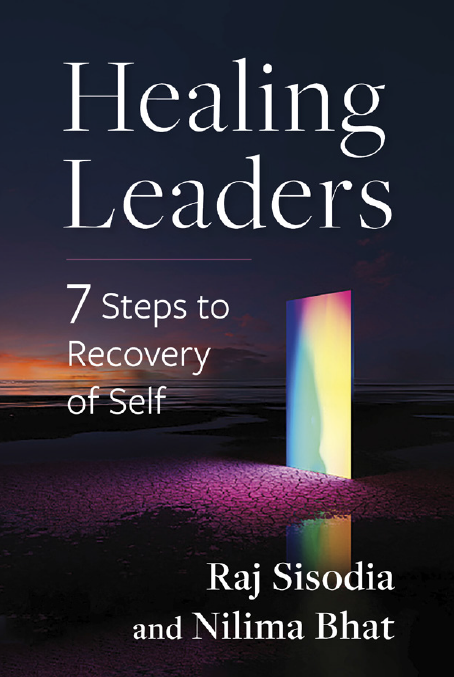 Healing
Leaders
7 Steps to
Recovery
of Self
Raj Sisodia
and Nilima Bhat